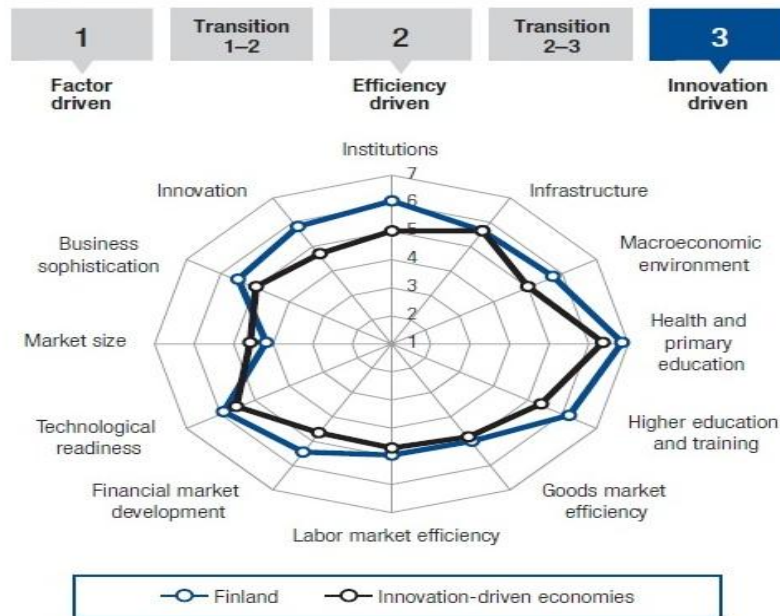 1
Transition
1–2
2
Transition
2–3
3
Factor
driven
Efficiency
driven
Innovation
driven
Institutions
7
Innovation
Infrastructure
6
5
Business
sophistication
Macroeconomic
environment
4
3
2
Market size
1
Health and
primary
education
Technological
readiness
Higher education
and training
Financial market
development
Goods market
efficiency
Labor market efficiency
Finland
Innovation-driven economies